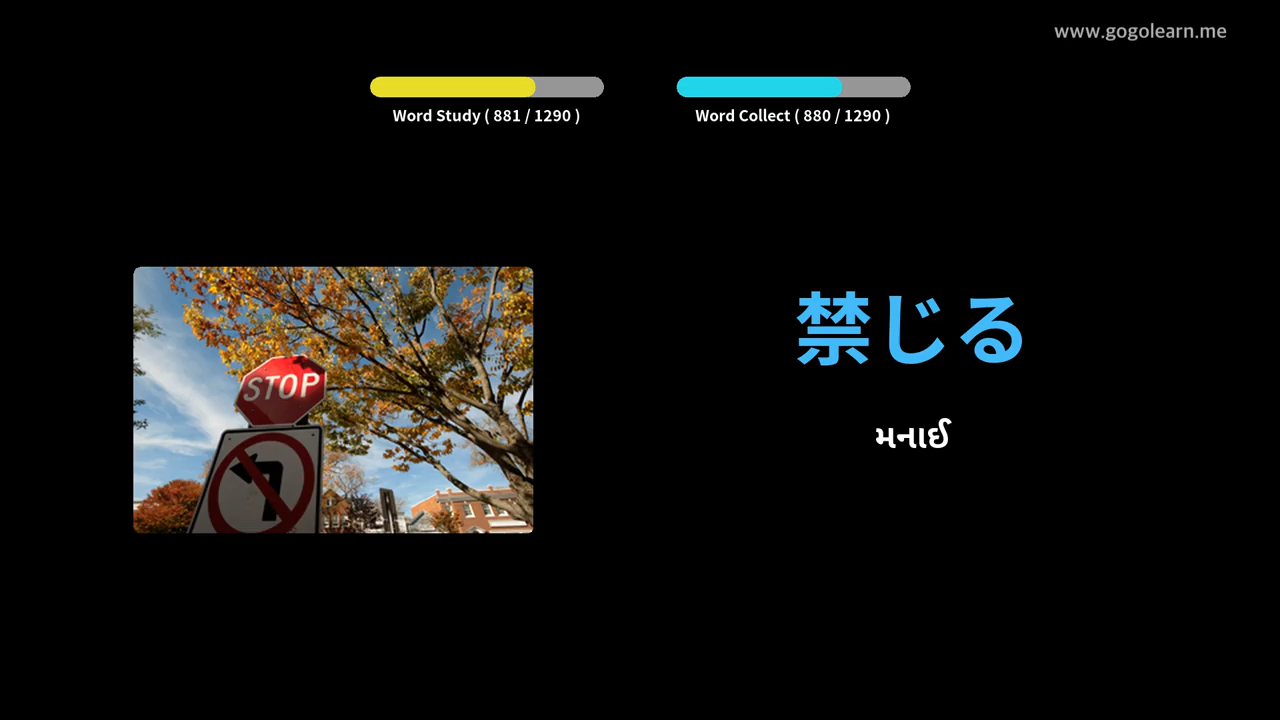 www.gogolearn.me
Word Study ( 881 / 1290 )
Word Collect ( 880 / 1290 )
STOP
禁じる
મનાઈ